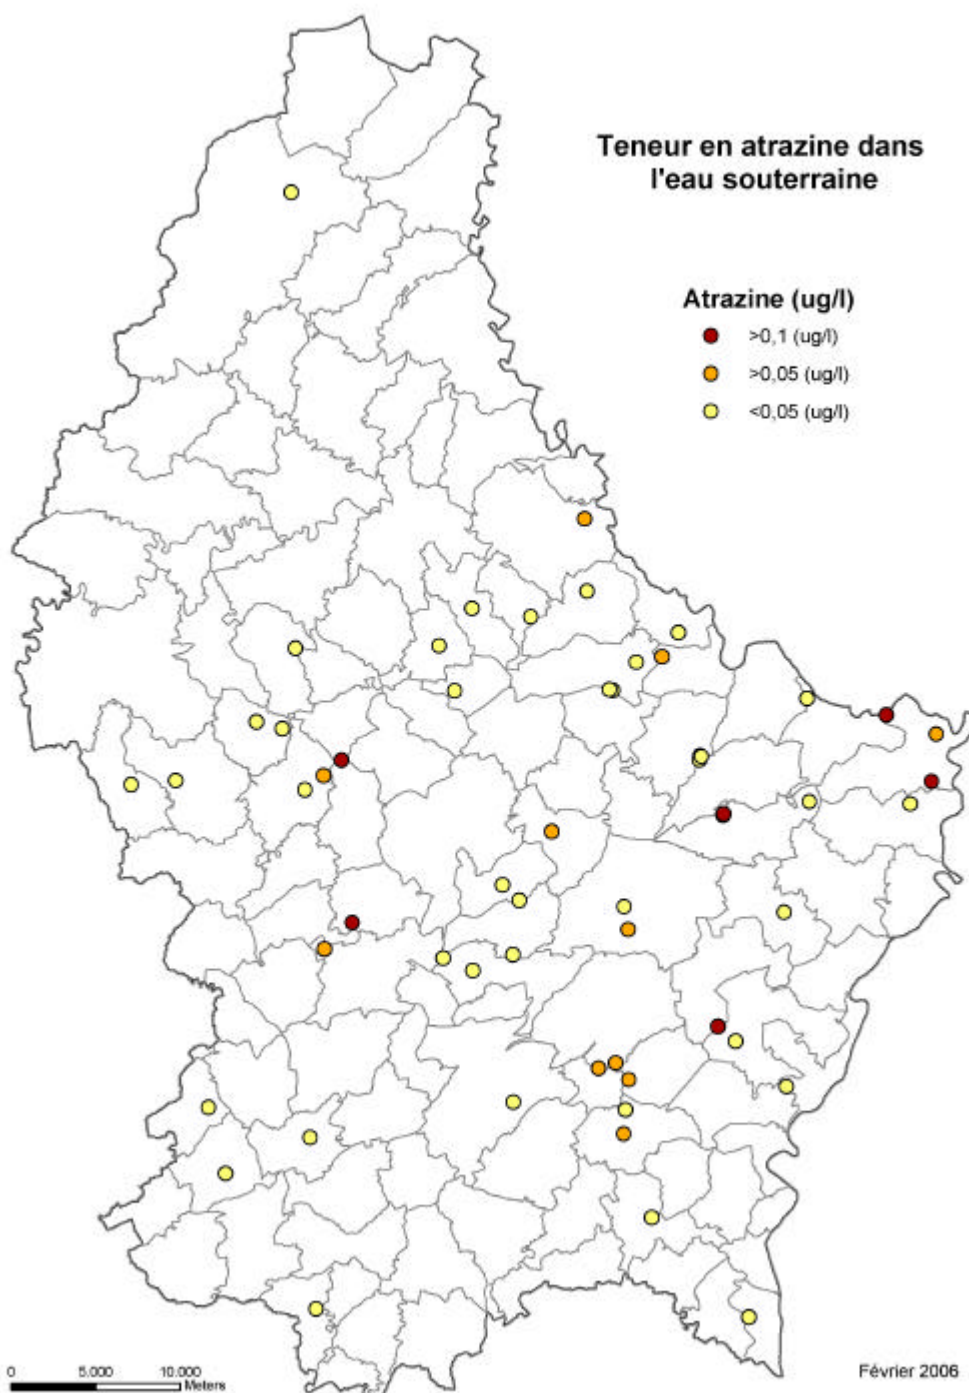 Teneur en atrazine dans
l'eau souterraine
Atrazine (ug/l)
>0,1 (ug/l)
>0,05 (ug/l)
<0,05 (ug/l)
0 5.000 10.000
Meters
Février 2006